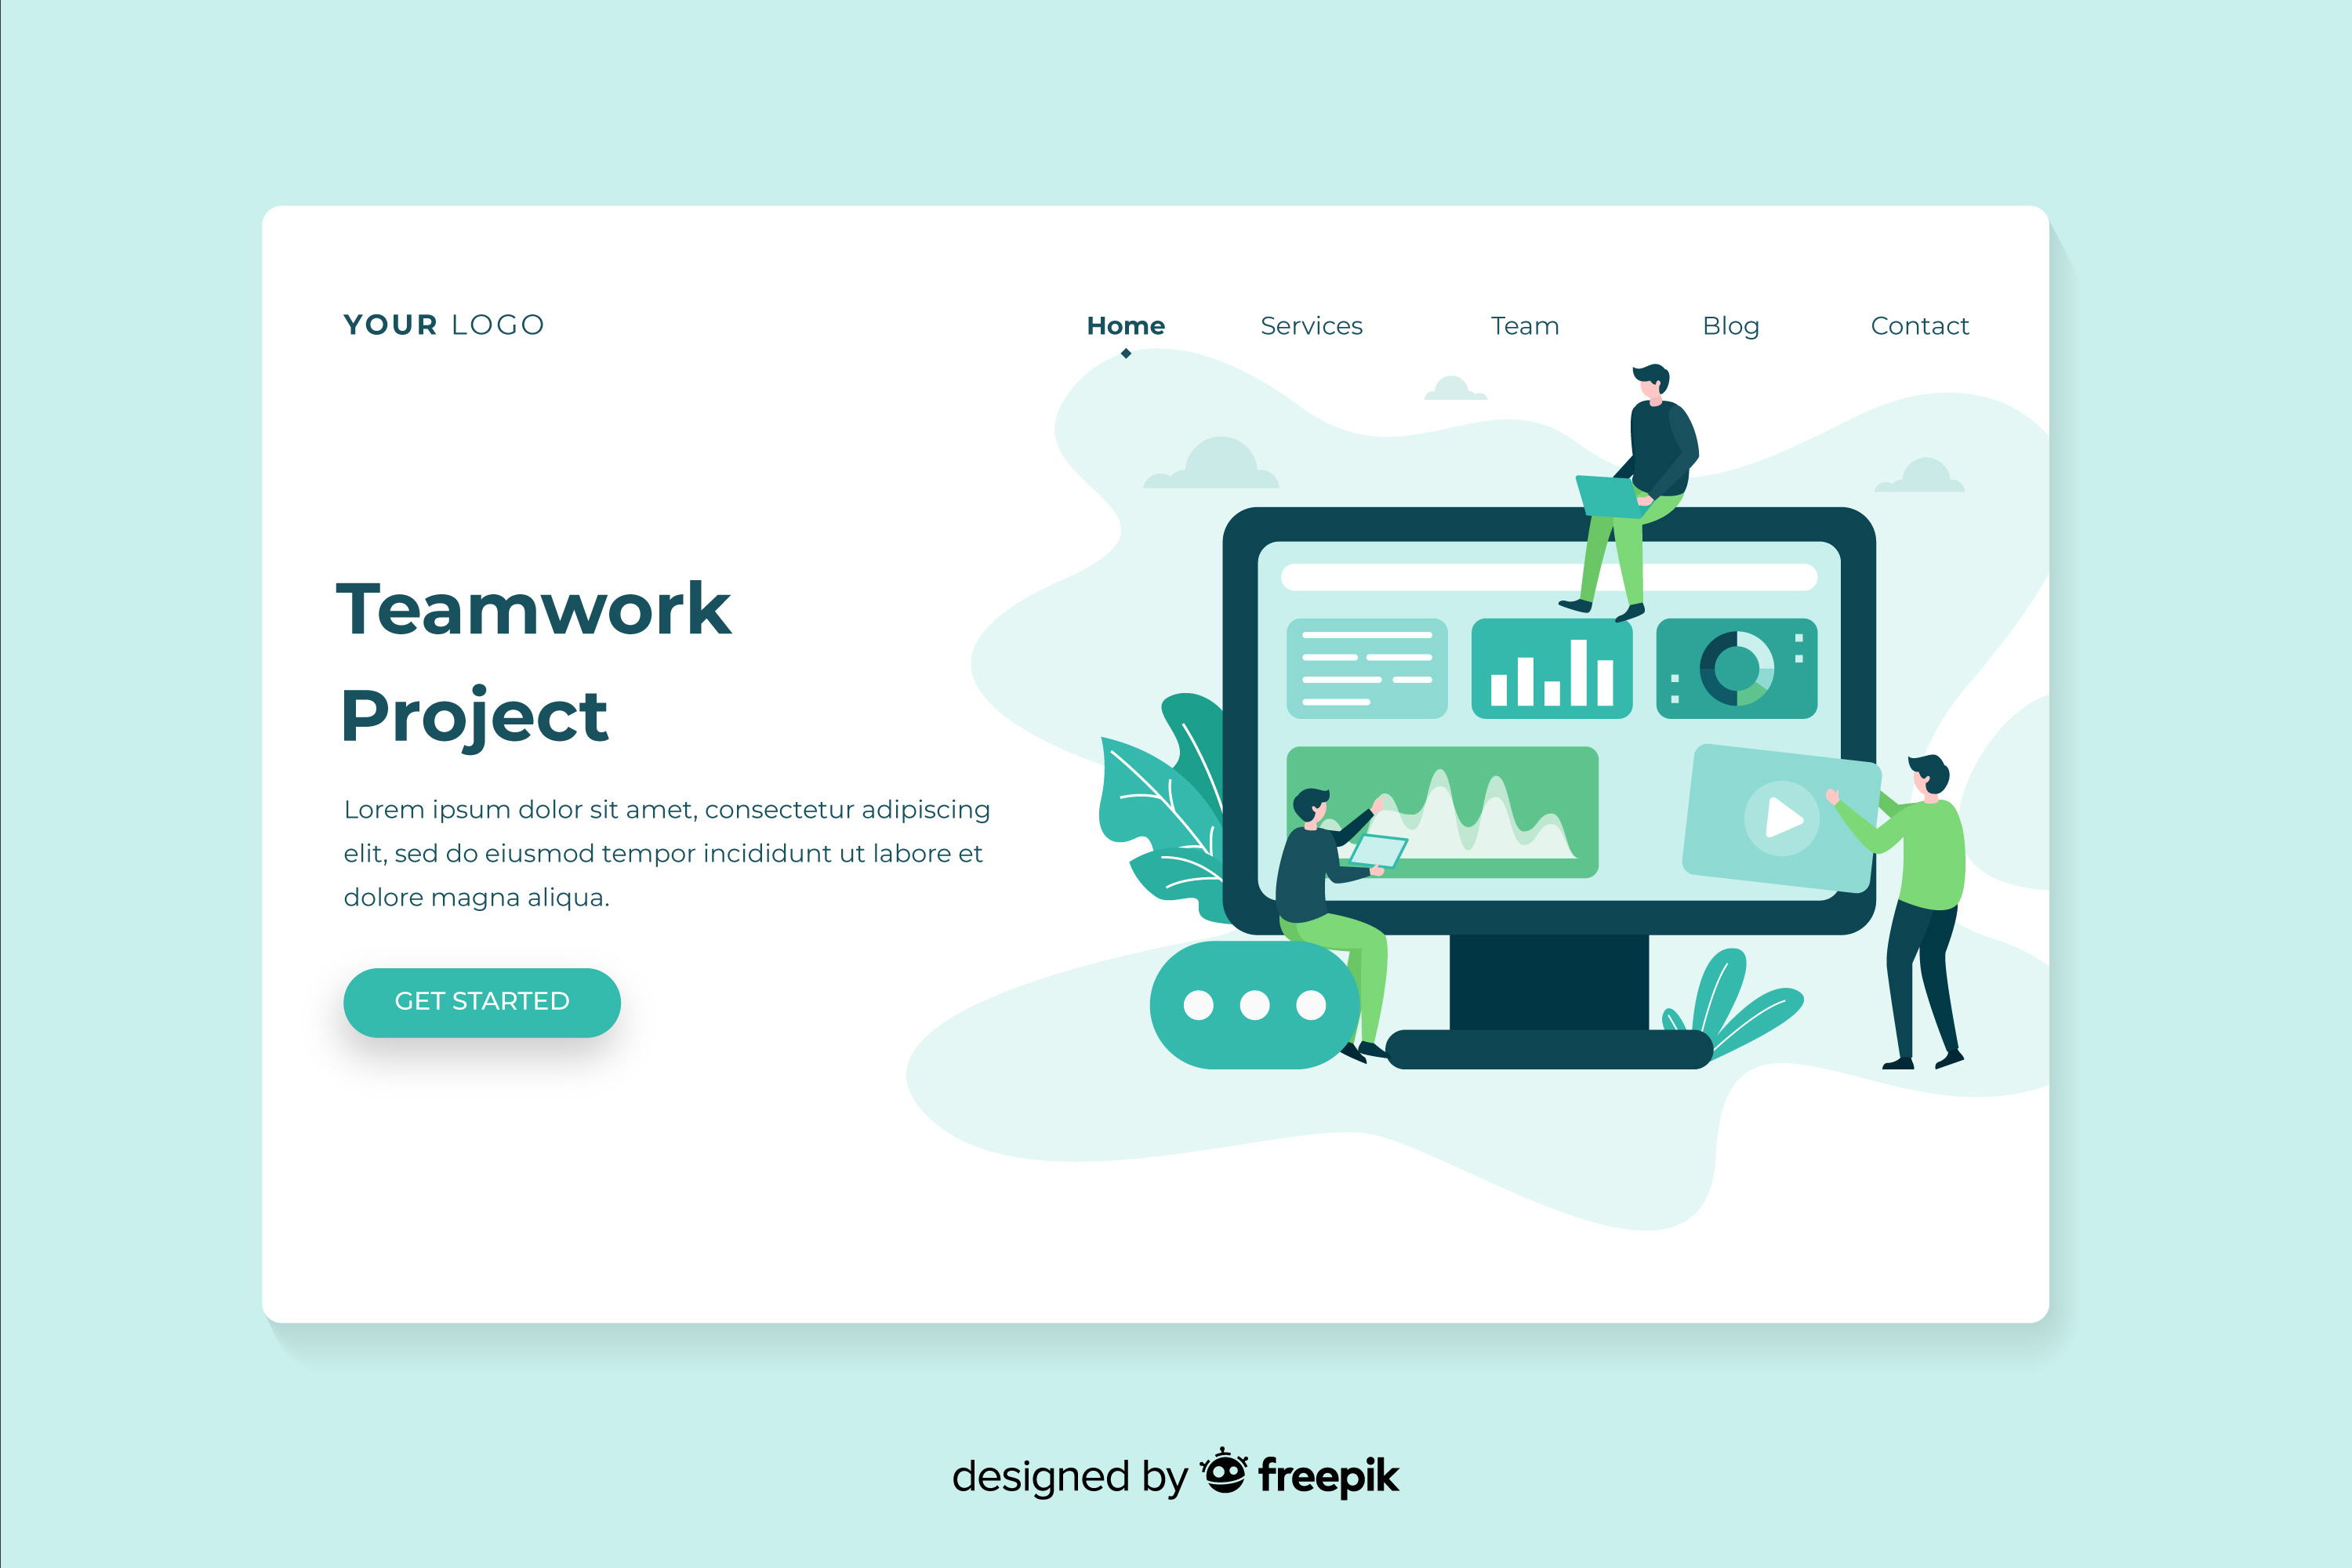 YOUR LOGO
Home Services Team Blog Contact
Teamwork
Project
Lorem ipsum dolor sit amet, consectetur adipiscing
elit, sed do eiusmod tempor incididunt ut labore et
dolore magna aliqua.
GET STARTED
designed by freepik